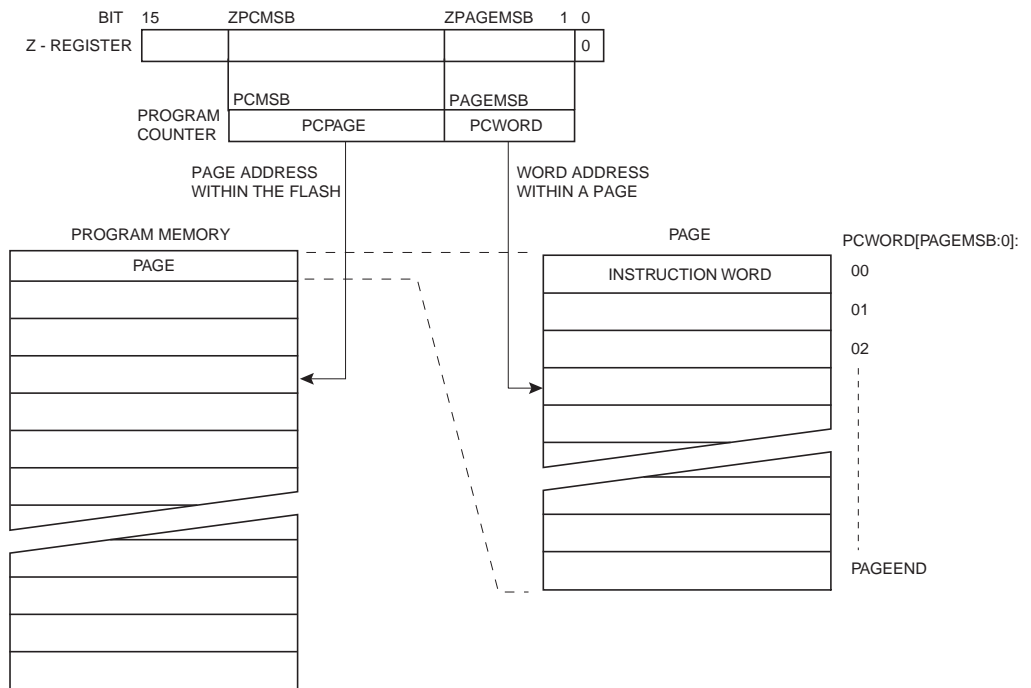 BIT 15 ZPCMSB ZPAGEMSB 1 0
Z - REGISTER 0
PCMSB PAGEMSB
PROGRAM
COUNTER
PCPAGE PCWORD
PAGE ADDRESS
WITHIN THE FLASH
WORD ADDRESS
WITHIN A PAGE
PROGRAM MEMORY
PAGE
PAGE
INSTRUCTION WORD
PCWORD[PAGEMSB:0]:
00
01
02
PAGEEND